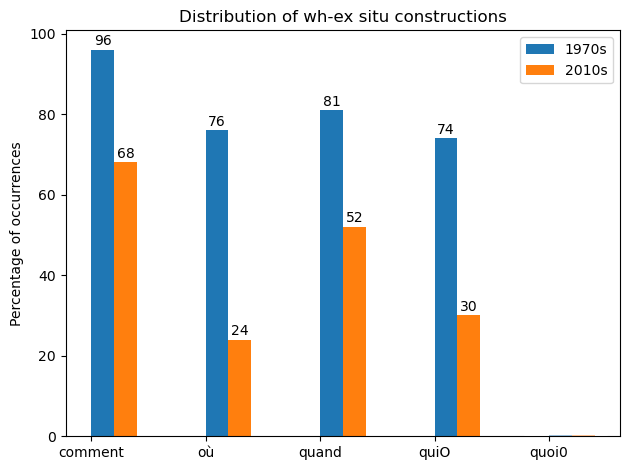 Distribution of wh-ex situ constructions
1970s
2010s
Percentage of occurrences
100
80
60
40
20
0
96
68
76
24
81
52
74
30
comment
où
quand
quiO
quoi0